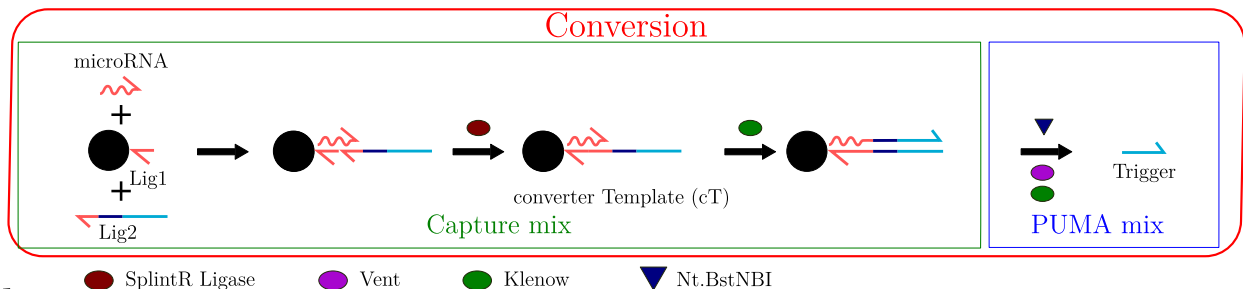 Conversion
microRNA
+
Lig1
+
Lig2
converter Template (cT)
Capture mix
Trigger
PUMA mix
SplintR Ligase
Vent
Klenow
Nt.BstNBI